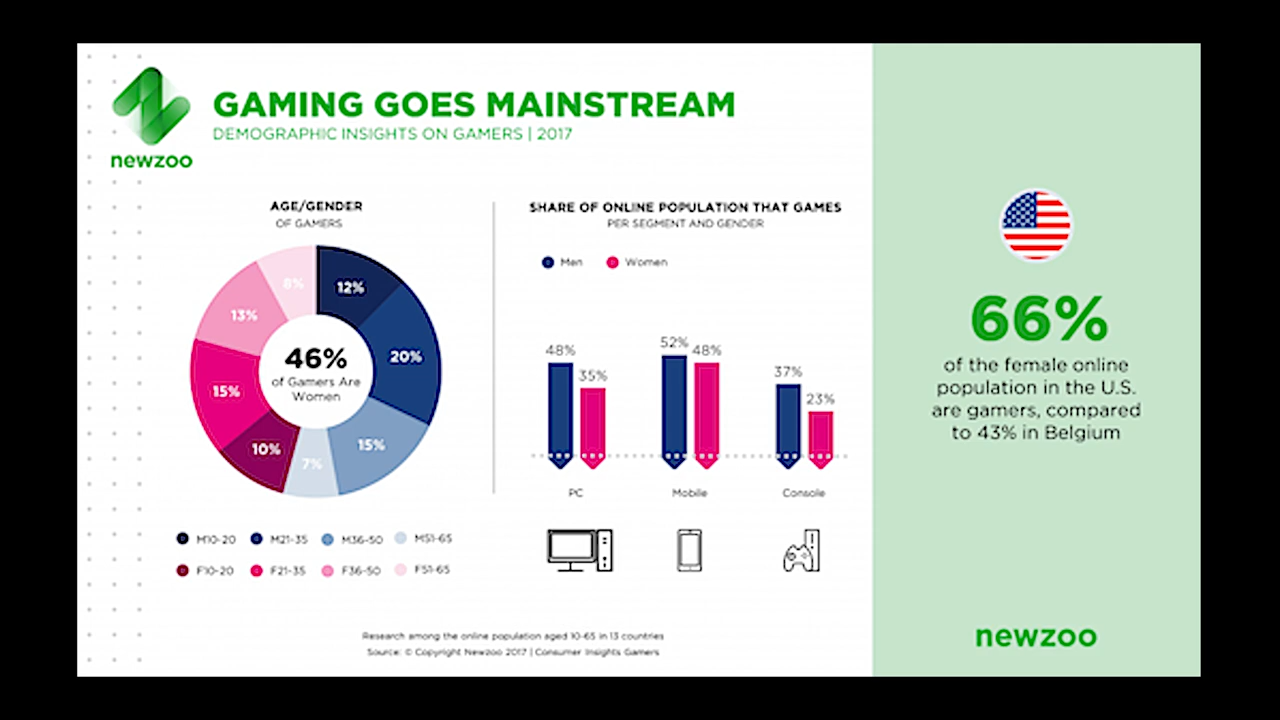 newzoo
GAMING GOES MAINSTREAM
DEMOGRAPHIC INSIGHTS ON GAMERS | 2017
AGE/GENDER
OF GAMERS
8%
12%
13%
20%
46%
of Gamers Are
Women
15%
10%
7%
15%
M10-20
M21-35
M36-50
M51-65
F10-20
F21-35
F36-50
F51-65
SHARE OF ONLINE POPULATION THAT GAMES
PER SEGMENT AND GENDER
Men
Women
48%
35%
52%
48%
37%
23%
PC
Mobile
Console
Research among the online population aged 10-65 in 13 countries
Source: © Copyright Newzoo 2017 | Consumer Insights Gamers
66%
of the female online
population in the U.S.
are gamers, compared
to 43% in Belgium
newzoo